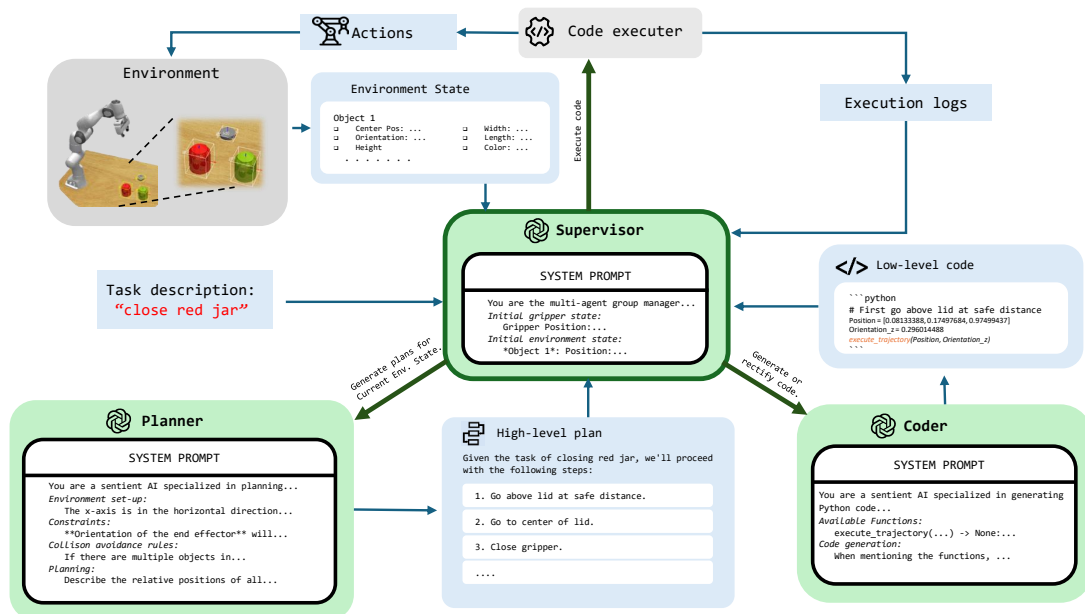 Actions
Code executer
Environment
Environment State
Object 1
❑ Center Pos: ...
❑ Orientation: ...
❑ Height
❑ Width: ...
❑ Length: ...
❑ Color: ...
. . . . . . .
Execution logs
Execute code
Supervisor
SYSTEM PROMPT
You are the multi-agent group manager...
Initial gripper state:
Gripper Position:...
Initial environment state:
*Object 1*: Position:...
Task description:
“close red jar”
</> Low-level code
```python
# First go above lid at safe distance
Position = [0.08133388, 0.17497684, 0.97499437]
Orientation_z = 0.296014488
execute_trajectory(Position, Orientation_z)
```
Generate plans for
Current Env. State.
Generate or
rectify code.
Planner
SYSTEM PROMPT
You are a sentient AI specialized in planning...
Environment set-up:
The x-axis is in the horizontal direction...
Constraints:
**Orientation of the end effector** will...
Collison avoidance rules:
If there are multiple objects in...
Planning:
Describe the relative positions of all...
High-level plan
Given the task of closing red jar, we'll proceed
with the following steps:
1. Go above lid at safe distance.
2. Go to center of lid.
3. Close gripper.
....
Coder
SYSTEM PROMPT
You are a sentient AI specialized in generating
Python code...
Available Functions:
execute_trajectory(...) -> None:...
Code generation:
When mentioning the functions, ...